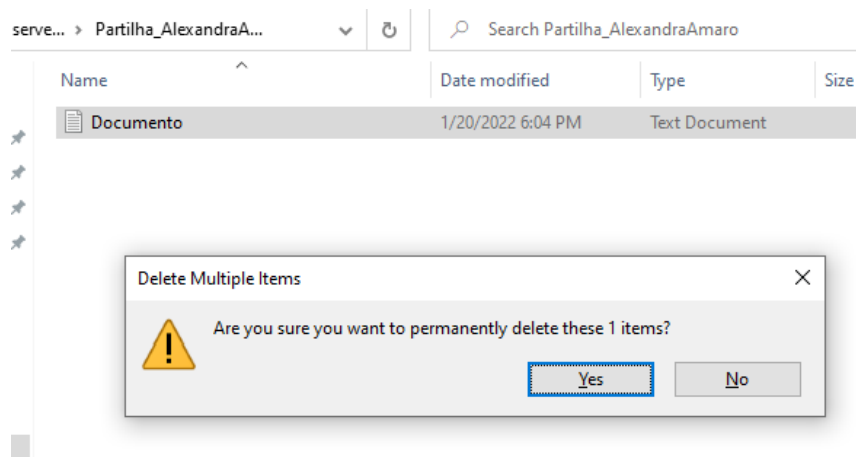 serve... > Partilha_AlexandraA... Search Partilha_AlexandraAmaro
Name Date modified Type Size
Documento 1/20/2022 6:04 PM Text Document
Delete Multiple Items
Are you sure you want to permanently delete these 1 items?
Yes No